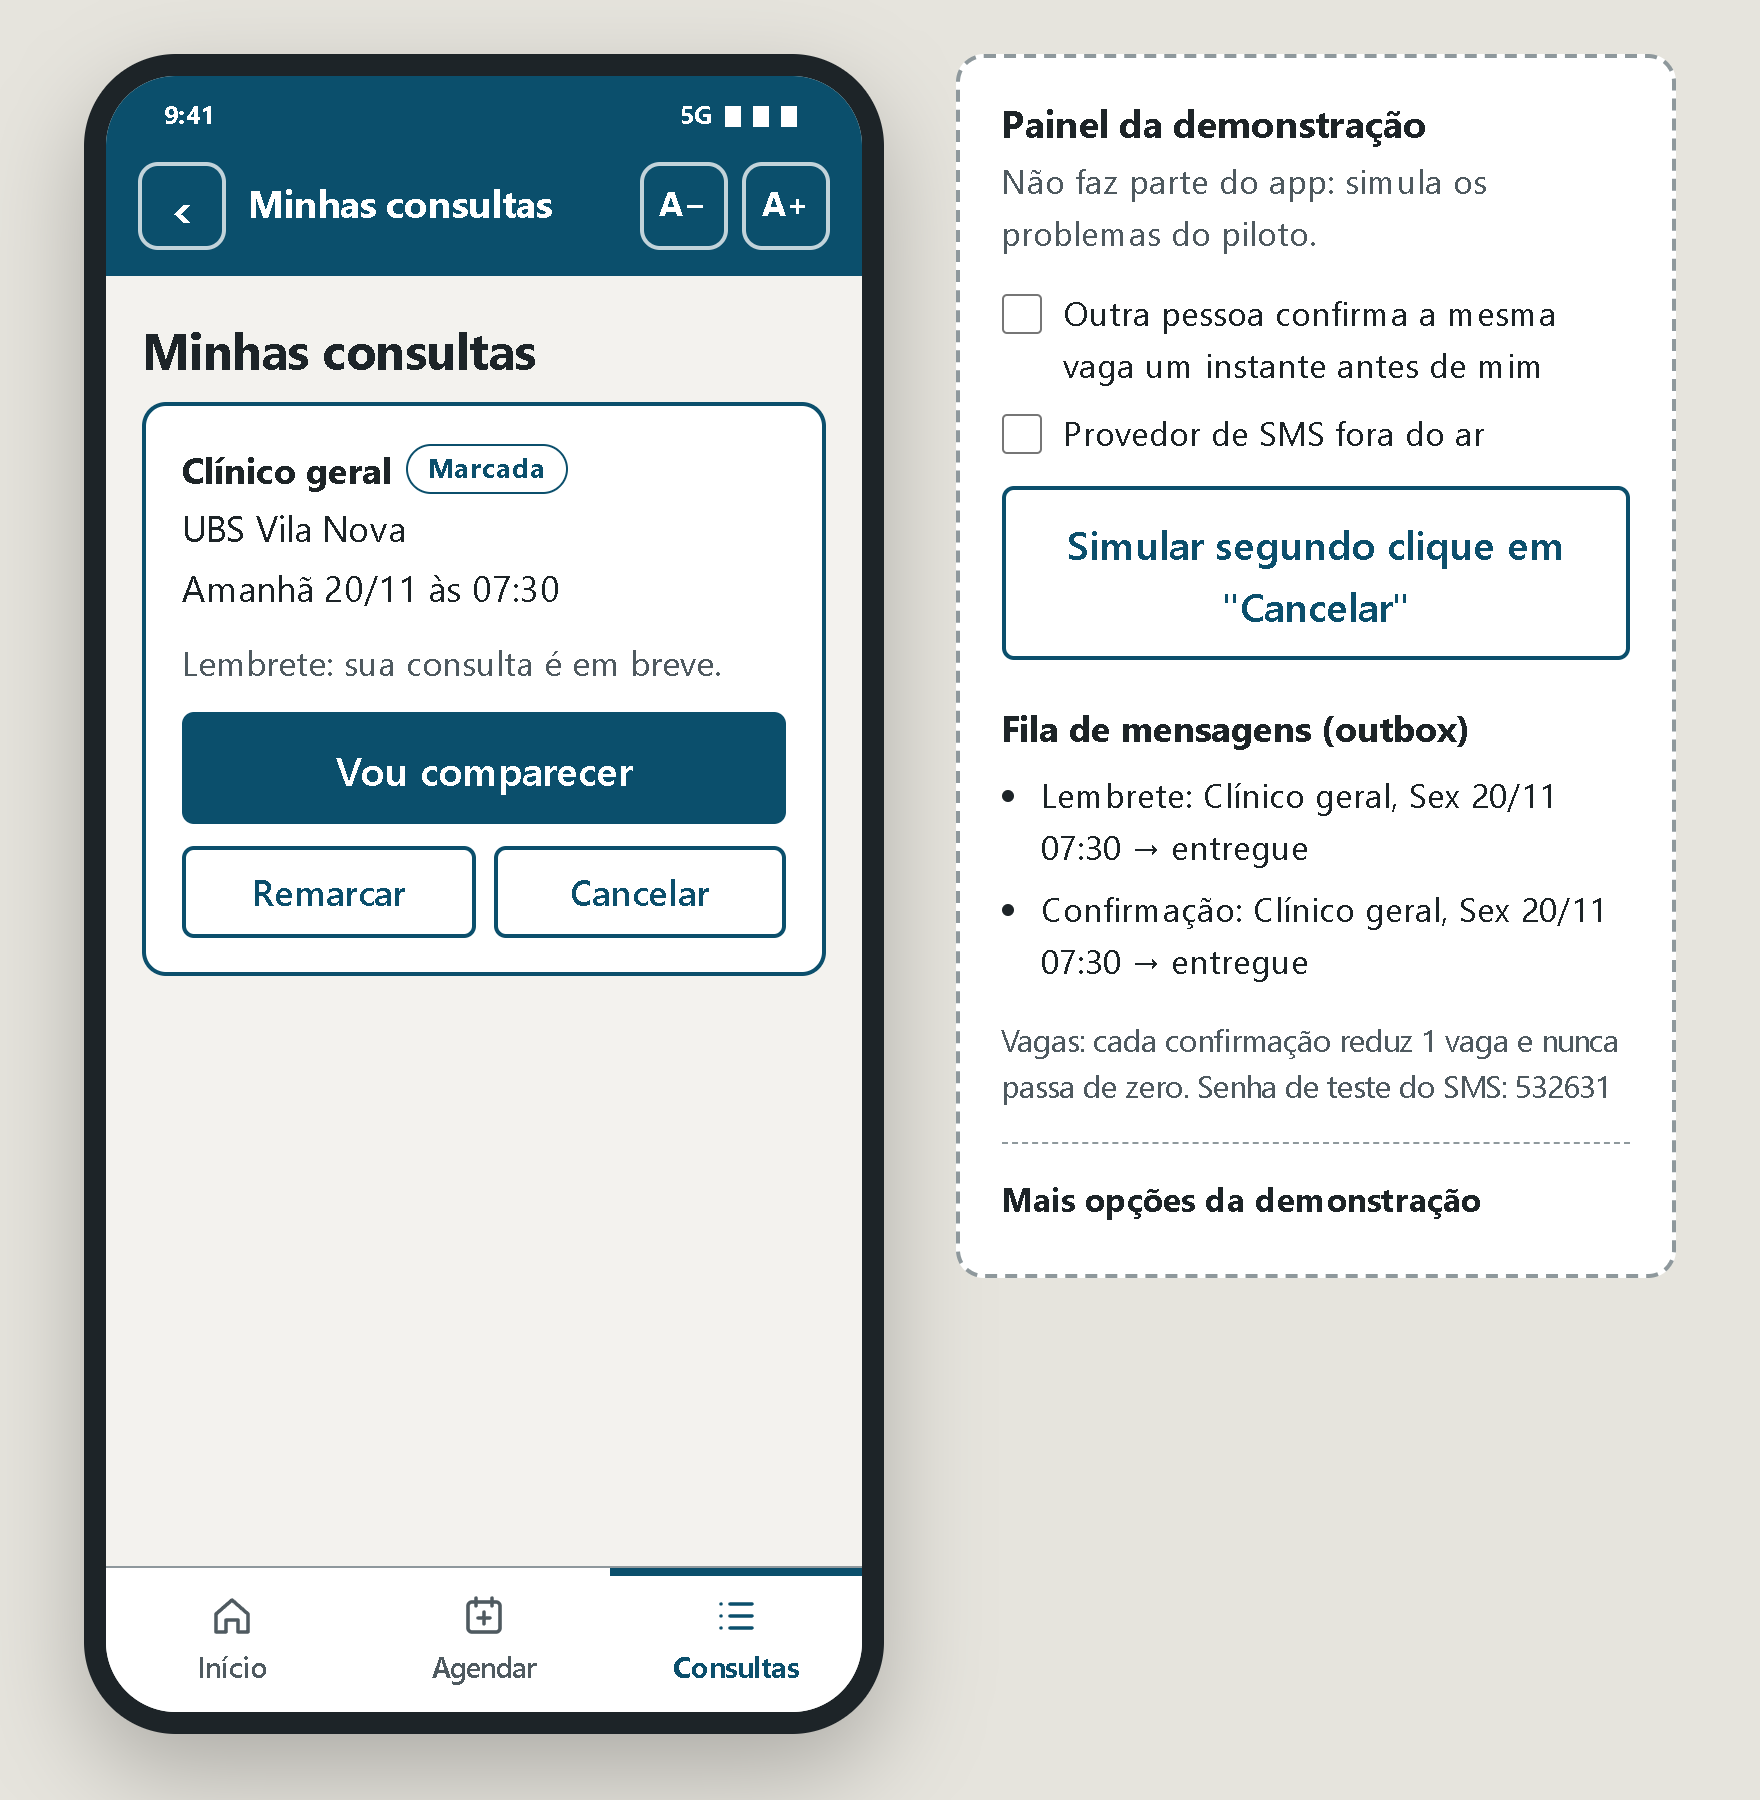 9:41
5G
Minhas consultas
A−
A+
Minhas consultas
Clínico geral
Marcada
UBS Vila Nova
Amanhã 20/11 às 07:30
Lembrete: sua consulta é em breve.
Vou comparecer
Remarcar
Cancelar
Início
Agendar
Consultas
Painel da demonstração
Não faz parte do app: simula os
problemas do piloto.
Outra pessoa confirma a mesma
vaga um instante antes de mim
Provedor de SMS fora do ar
Simular segundo clique em
"Cancelar"
Fila de mensagens (outbox)
• Lembrete: Clínico geral, Sex 20/11
07:30 → entregue
• Confirmação: Clínico geral, Sex 20/11
07:30 → entregue
Vagas: cada confirmação reduz 1 vaga e nunca
passa de zero. Senha de teste do SMS: 532631
Mais opções da demonstração